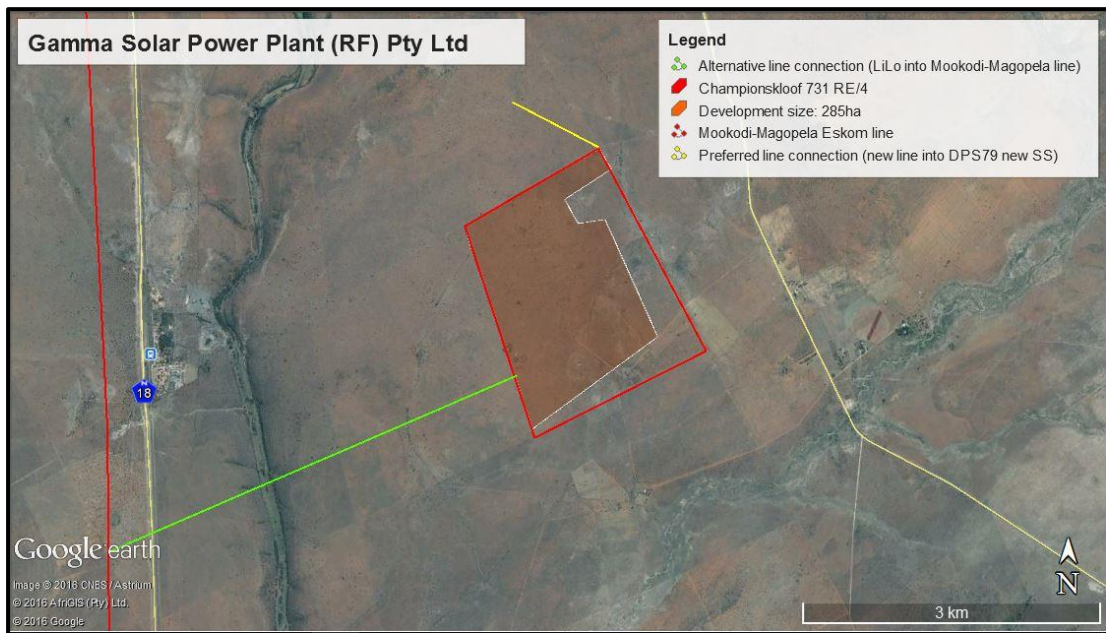 Gamma Solar Power Plant (RF) Pty Ltd
Legend
Alternative line connection (LiLo into Mookodi-Magopela line)
Championskloof 731 RE/4
Development size: 285ha
Mookodi-Magopela Eskom line
Preferred line connection (new line into DPS79 new SS)
N
18
Google earth
Image © 2016 CNES / Astrium
© 2016 AfriGIS (Pty) Ltd.
© 2016 Google
N
3 km